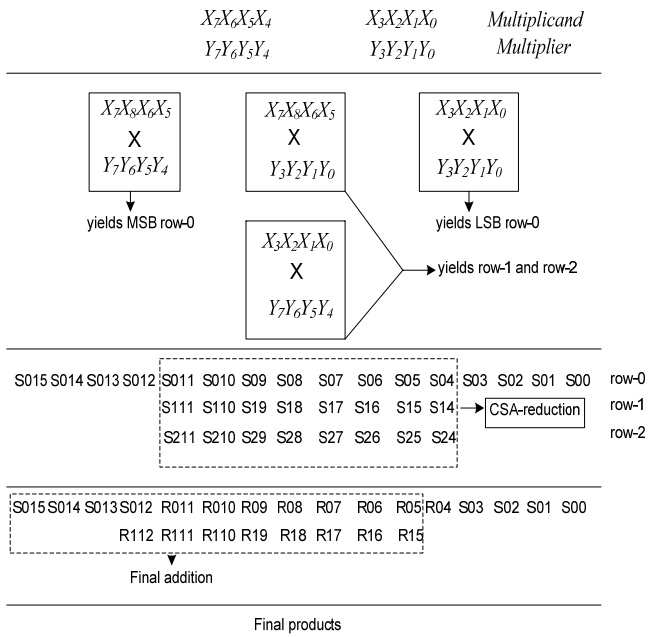 X7X6X5X4 X3X2X1X0 Multiplicand
Y7Y6Y5Y4 Y3Y2Y1Y0 Multiplier
X7X8X6X5 X7X8X6X5 X3X2X1X0
X X X
Y7Y6Y5Y4 Y3Y2Y1Y0 Y3Y2Y1Y0
yields MSB row-0 yields LSB row-0
X3X2X1X0
X
Y7Y6Y5Y4
yields row-1 and row-2
S015 S014 S013 S012 S011 S010 S09 S08 S07 S06 S05 S04 S03 S02 S01 S00 row-0
S111 S110 S19 S18 S17 S16 S15 S14 CSA-reduction row-1
S211 S210 S29 S28 S27 S26 S25 S24 row-2
S015 S014 S013 S012 R011 R010 R09 R08 R07 R06 R05 R04 S03 S02 S01 S00
R112 R111 R110 R19 R18 R17 R16 R15
Final addition
Final products